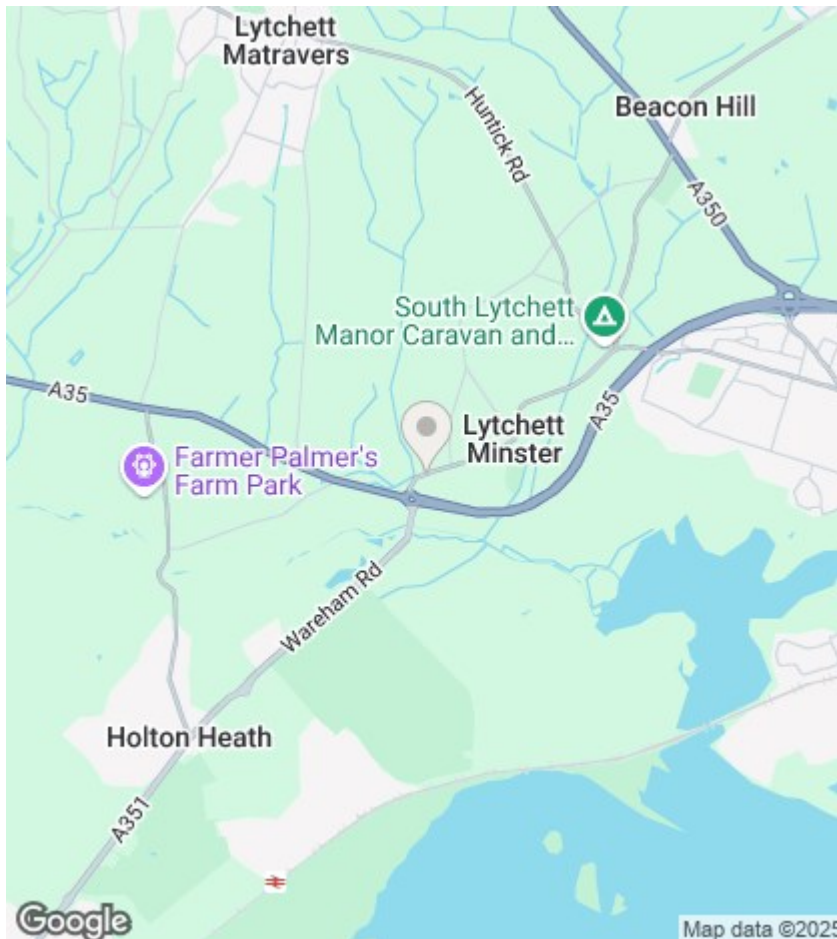 Lytchett
Matravers
Huntick Rd
Beacon Hill
A350
South Lytchett
Manor Caravan and...
A35
A35
Lytchett
Minster
Farmer Palmer's
Farm Park
Wareham Rd
Holton Heath
A351
Google
Map data ©2025